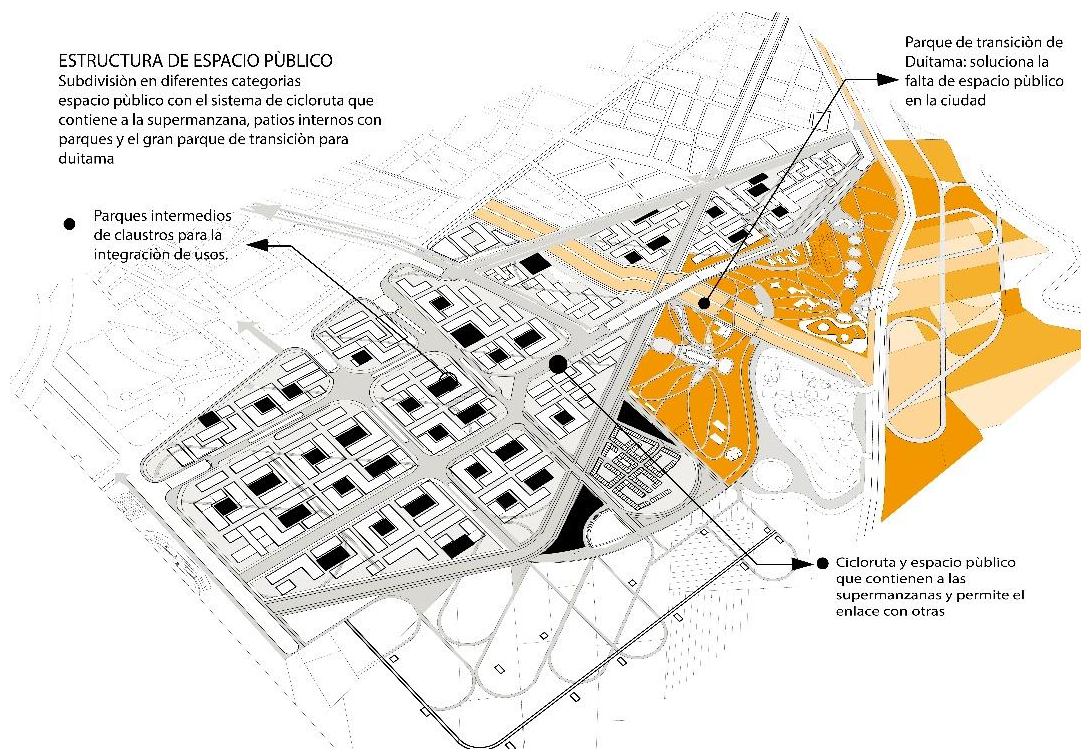 ESTRUCTURA DE ESPACIO PÙBLICO
Subdivisiòn en diferentes categorias
espacio pùblico con el sistema de cicloruta que
contiene a la supermanzana, patios internos con
parques y el gran parque de transiciòn para
duitama
Parque de transiciòn de
Duitama: soluciona la
falta de espacio pùblico
en la ciudad
Parques intermedios
de claustros para la
integraciòn de usos.
Cicloruta y espacio pùblico
que contienen a las
supermanzanas y permite el
enlace con otras